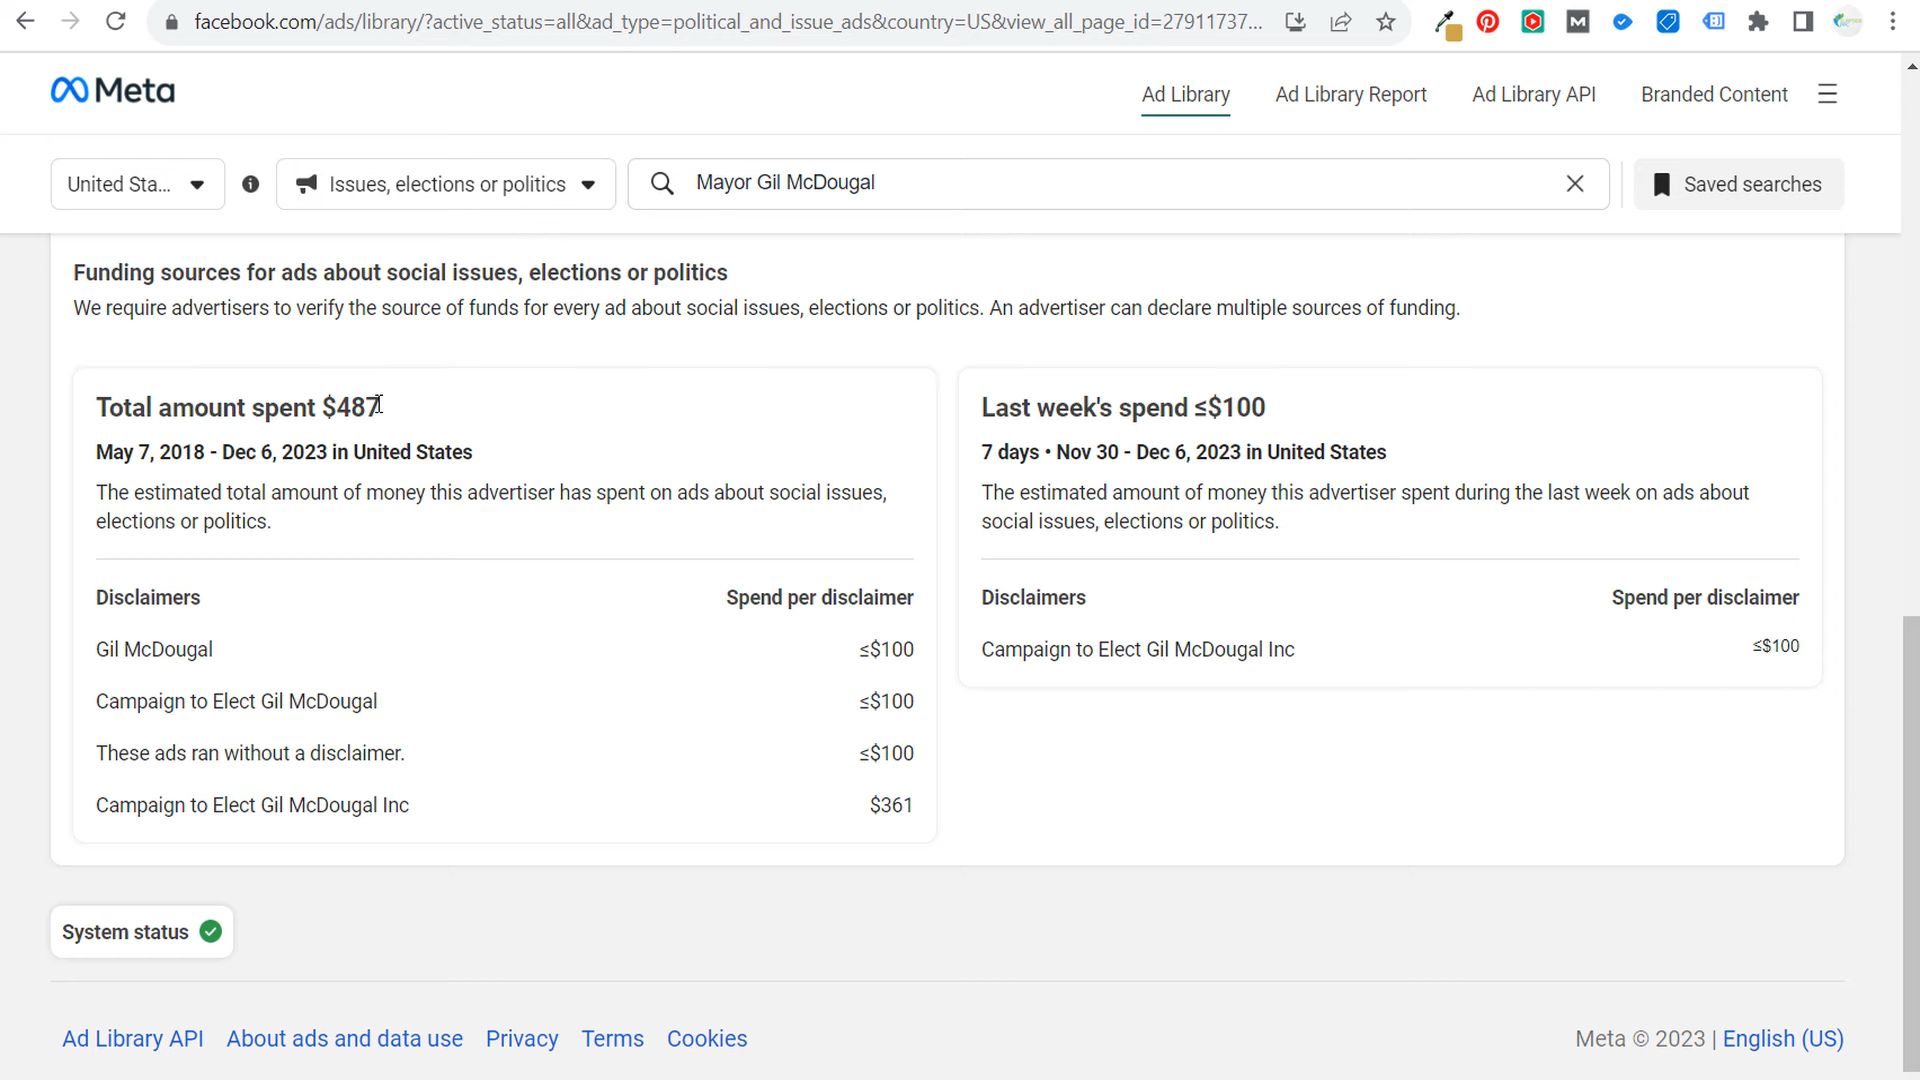 facebook.com/ads/library/?active_status=all&ad_type=political_and_issue_ads&country=US&view_all_page_id=27911737...
Meta
Ad Library
Ad Library Report
Ad Library API
Branded Content
United Sta...
Issues, elections or politics
Mayor Gil McDougal
Saved searches
Funding sources for ads about social issues, elections or politics
We require advertisers to verify the source of funds for every ad about social issues, elections or politics. An advertiser can declare multiple sources of funding.
Total amount spent $487
May 7, 2018 - Dec 6, 2023 in United States
The estimated total amount of money this advertiser has spent on ads about social issues,
elections or politics.
Disclaimers Spend per disclaimer
Gil McDougal ≤$100
Campaign to Elect Gil McDougal ≤$100
These ads ran without a disclaimer. ≤$100
Campaign to Elect Gil McDougal Inc $361
Last week's spend ≤$100
7 days • Nov 30 - Dec 6, 2023 in United States
The estimated amount of money this advertiser spent during the last week on ads about
social issues, elections or politics.
Disclaimers Spend per disclaimer
Campaign to Elect Gil McDougal Inc ≤$100
System status
Ad Library API About ads and data use Privacy Terms Cookies
Meta © 2023 | English (US)